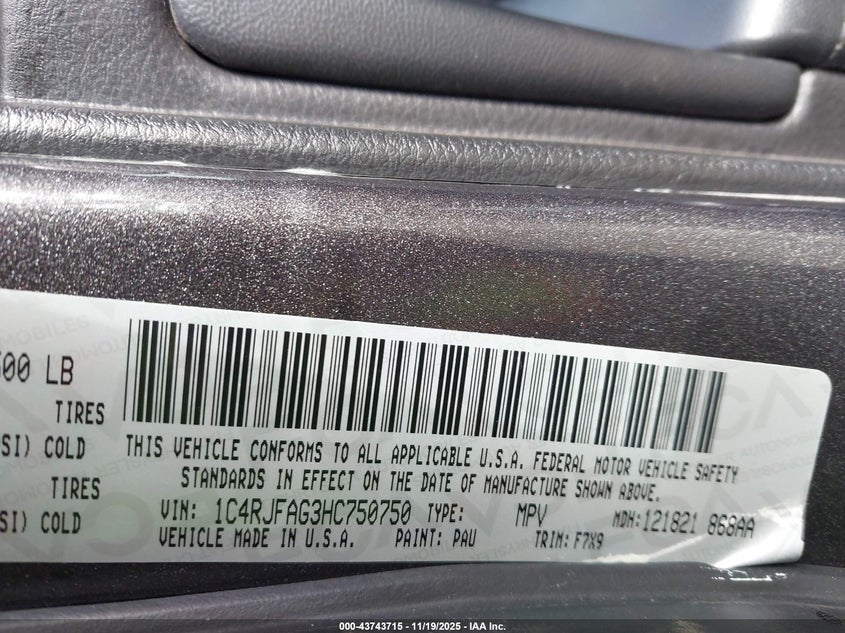 500 LB
TIRES
SI) COLD
TIRES
SI) COLD
THIS VEHICLE CONFORMS TO ALL APPLICABLE U.S.A. FEDERAL MOTOR VEHICLE SAFETY
STANDARDS IN EFFECT ON THE DATE OF MANUFACTURE SHOWN ABOVE.
VIN: 1C4RJFAG3HC750750 TYPE: MPV MDH:121821 868AA
VEHICLE MADE IN U.S.A. PAINT: PAU TRIM: F7X9
000-43743715 - 11/19/2025 - IAA Inc.